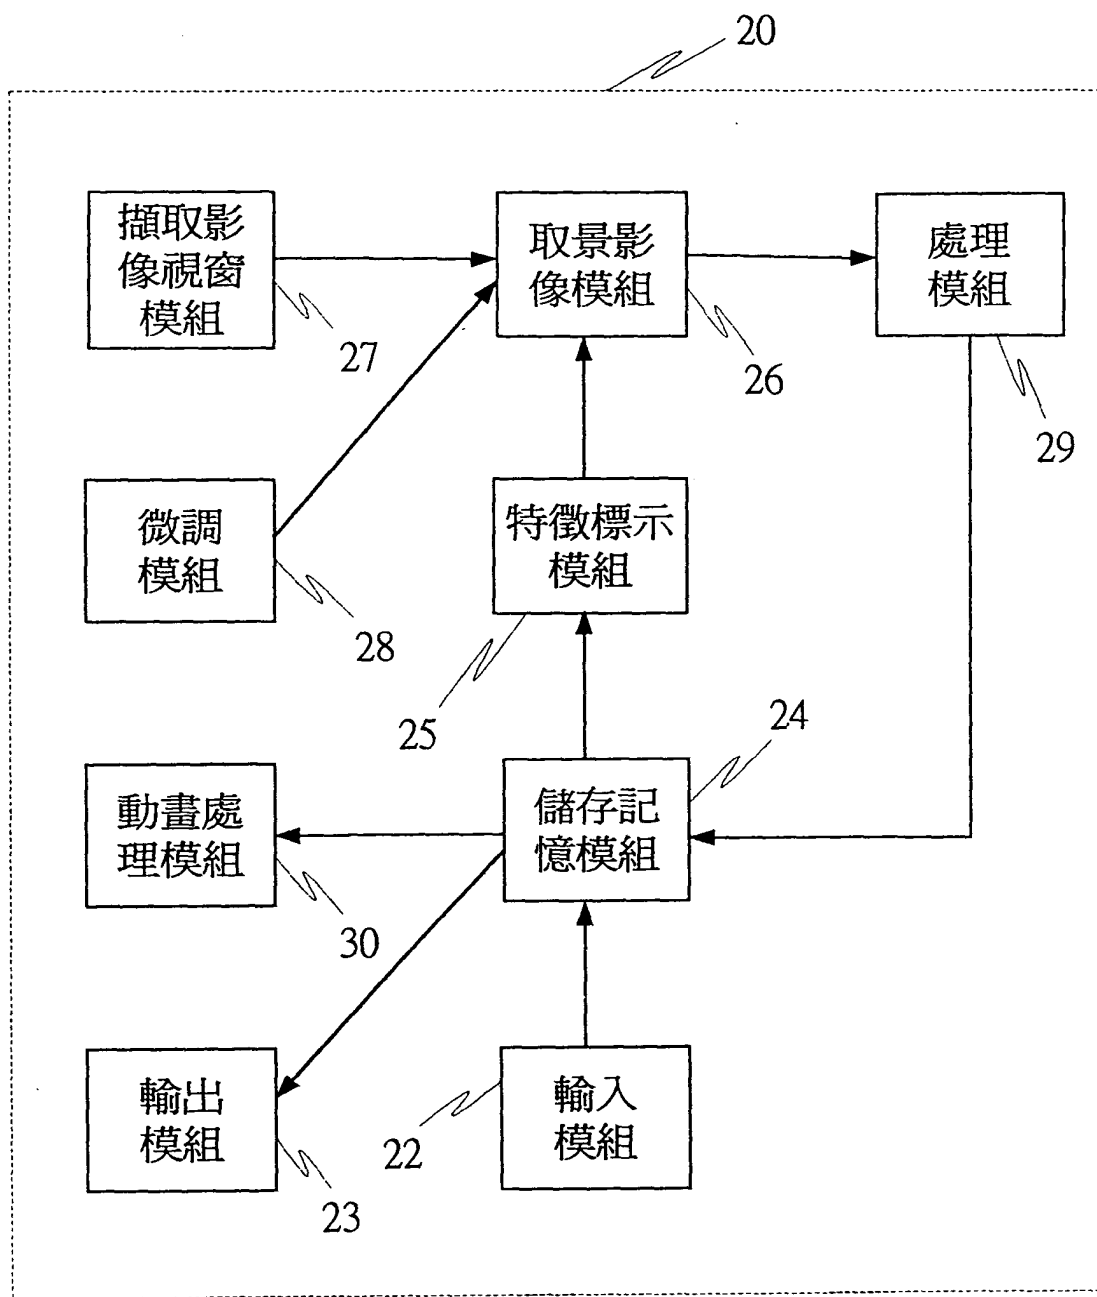 20
擷取影
像視窗
模組
27
取景影
像模組
26
處理
模組
29
微調
模組
28
特徵標示
模組
25
24
動畫處
理模組
30
儲存記
憶模組
輸出
模組
23
22
輸入
模組